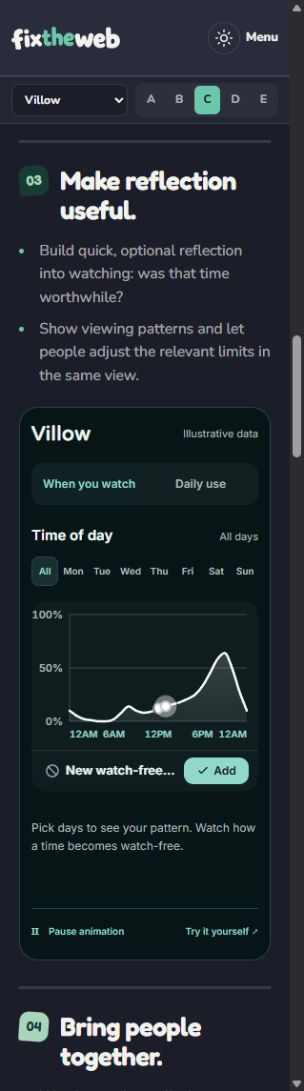 fixtheweb
Menu
Villow
A B C D E
03
Make reflection
useful.
Build quick, optional reflection
into watching: was that time
worthwhile?
Show viewing patterns and let
people adjust the relevant limits in
the same view.
Villow
Illustrative data
When you watch
Daily use
Time of day
All days
All Mon Tue Wed Thu Fri Sat Sun
100%
50%
0%
12AM 6AM 12PM 6PM 12AM
New watch-free...
Add
Pick days to see your pattern. Watch how
a time becomes watch-free.
Pause animation
Try it yourself ↗
04
Bring people
together.